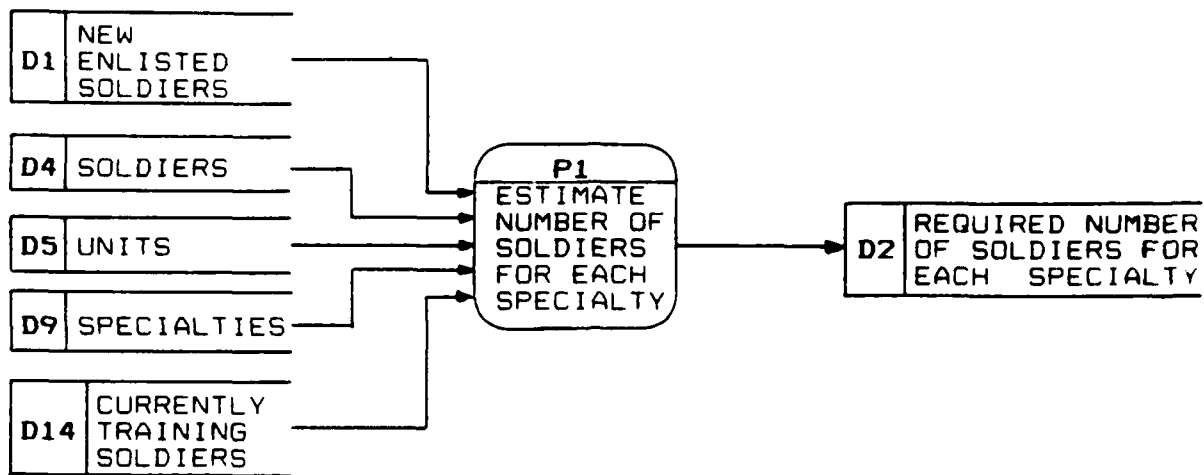 D1
NEW
ENLISTED
SOLDIERS
D4 SOLDIERS
D5 UNITS
D9 SPECIALTIES
D14
CURRENTLY
TRAINING
SOLDIERS
P1
ESTIMATE
NUMBER OF
SOLDIERS
FOR EACH
SPECIALTY
D2
REQUIRED NUMBER
OF SOLDIERS FOR
EACH SPECIALTY